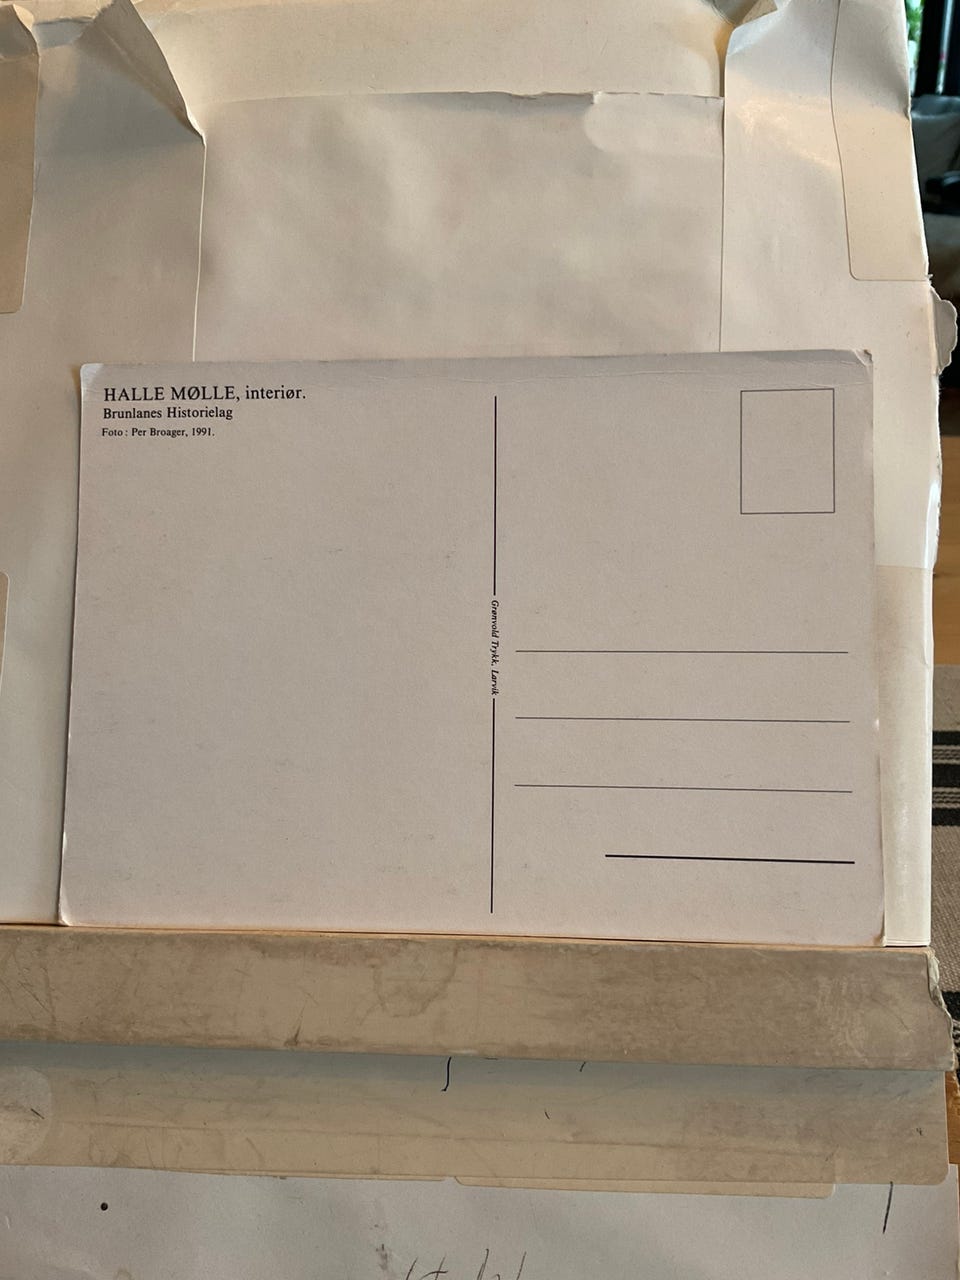 HALLE MØLLE, interiør.
Brunlanes Historielag
Foto : Per Broager, 1991.
Grønvold Trykk, Larvik